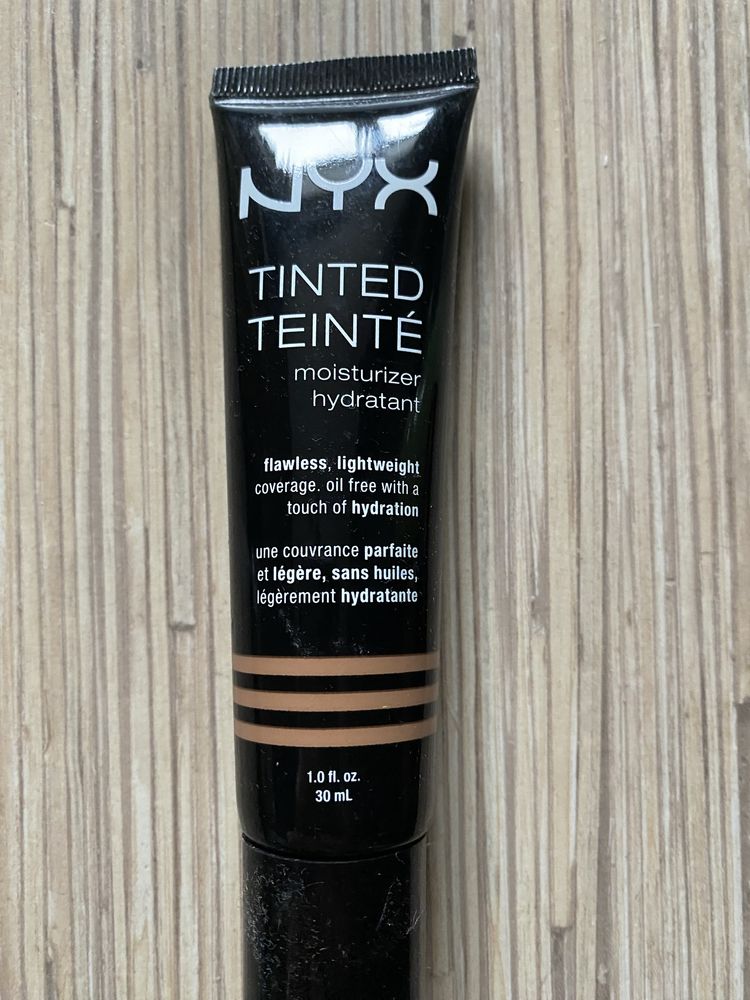 NYX
TINTED
TEINTÉ
moisturizer
hydratant
flawless, lightweight
coverage. oil free with a
touch of hydration
une couvrance parfaite
et légère, sans huiles,
légèrement hydratante
1.0 fl. oz.
30 mL